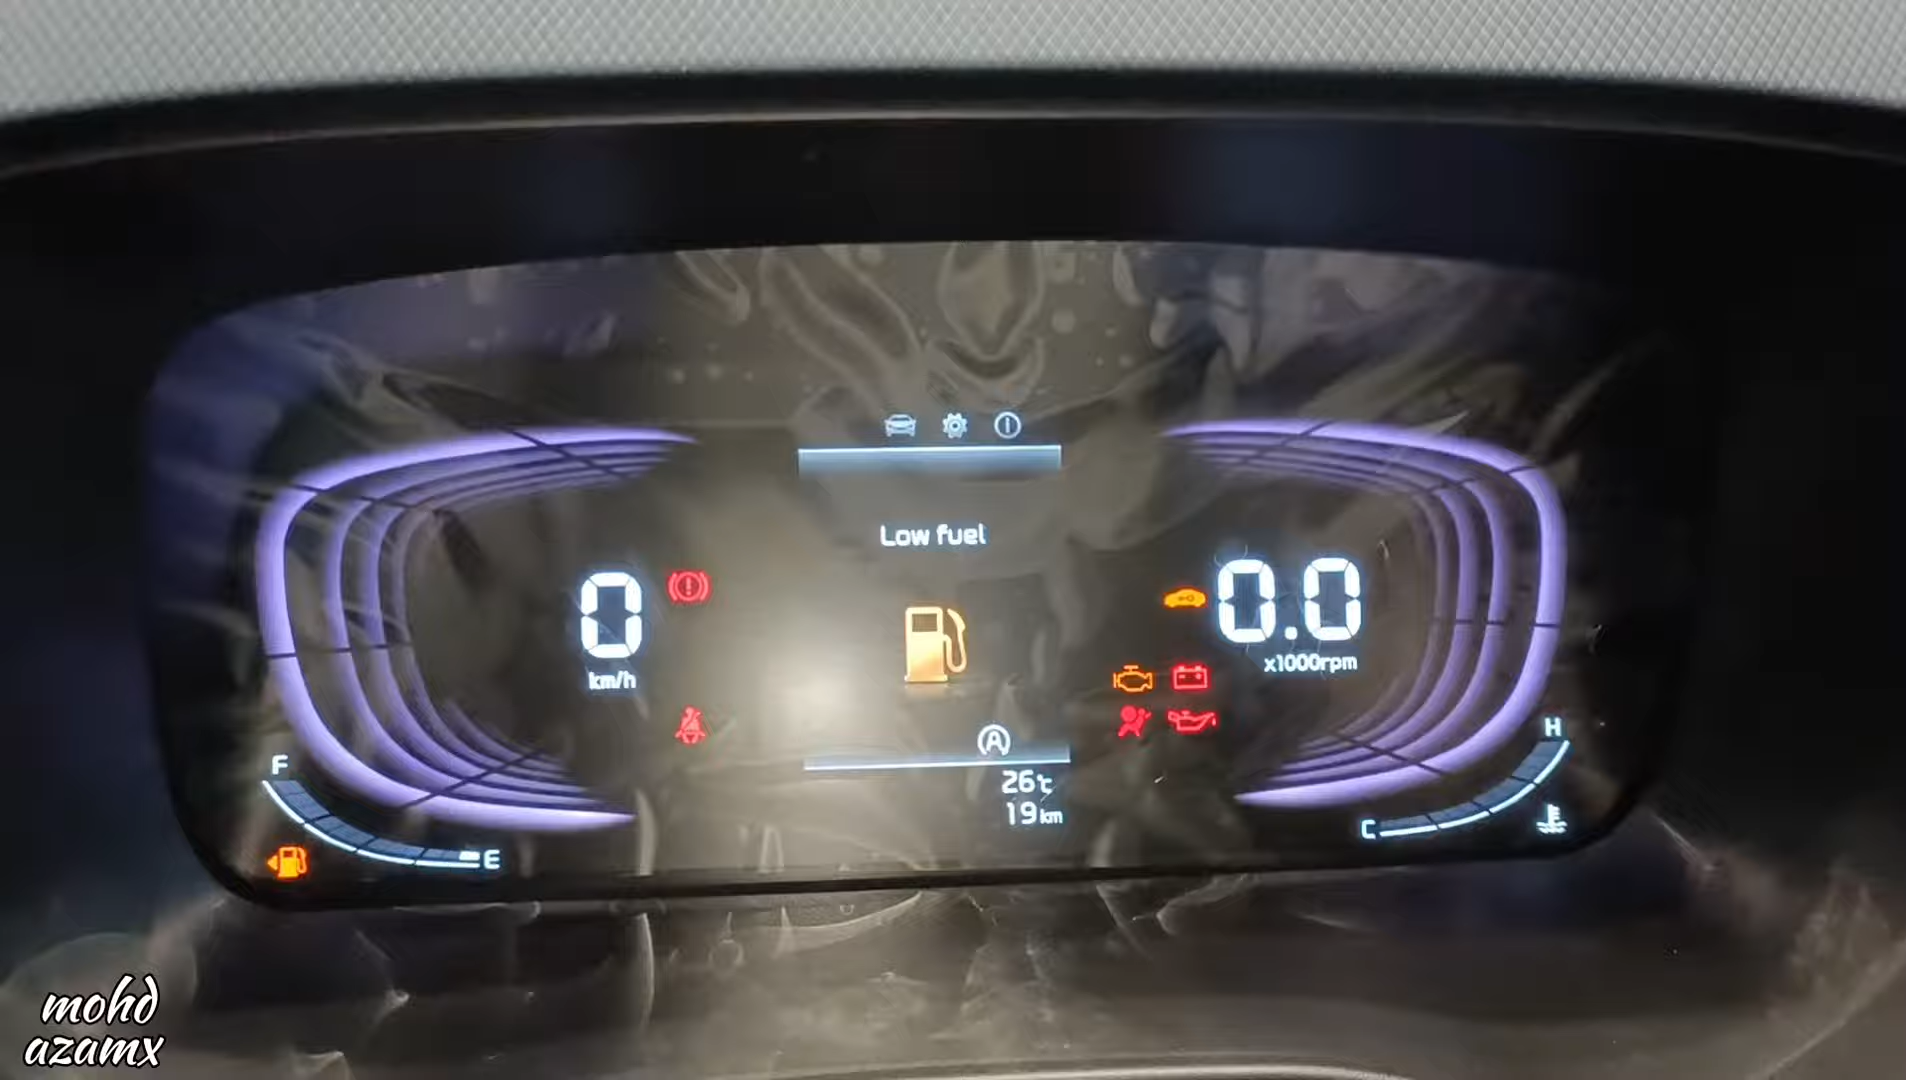 Low fuel
0
km/h
0.0
x1000rpm
A
26℃
19km
F
E
H
C
mohd
azamx